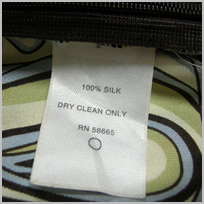 100% SILK
DRY CLEAN ONLY
RN 58665